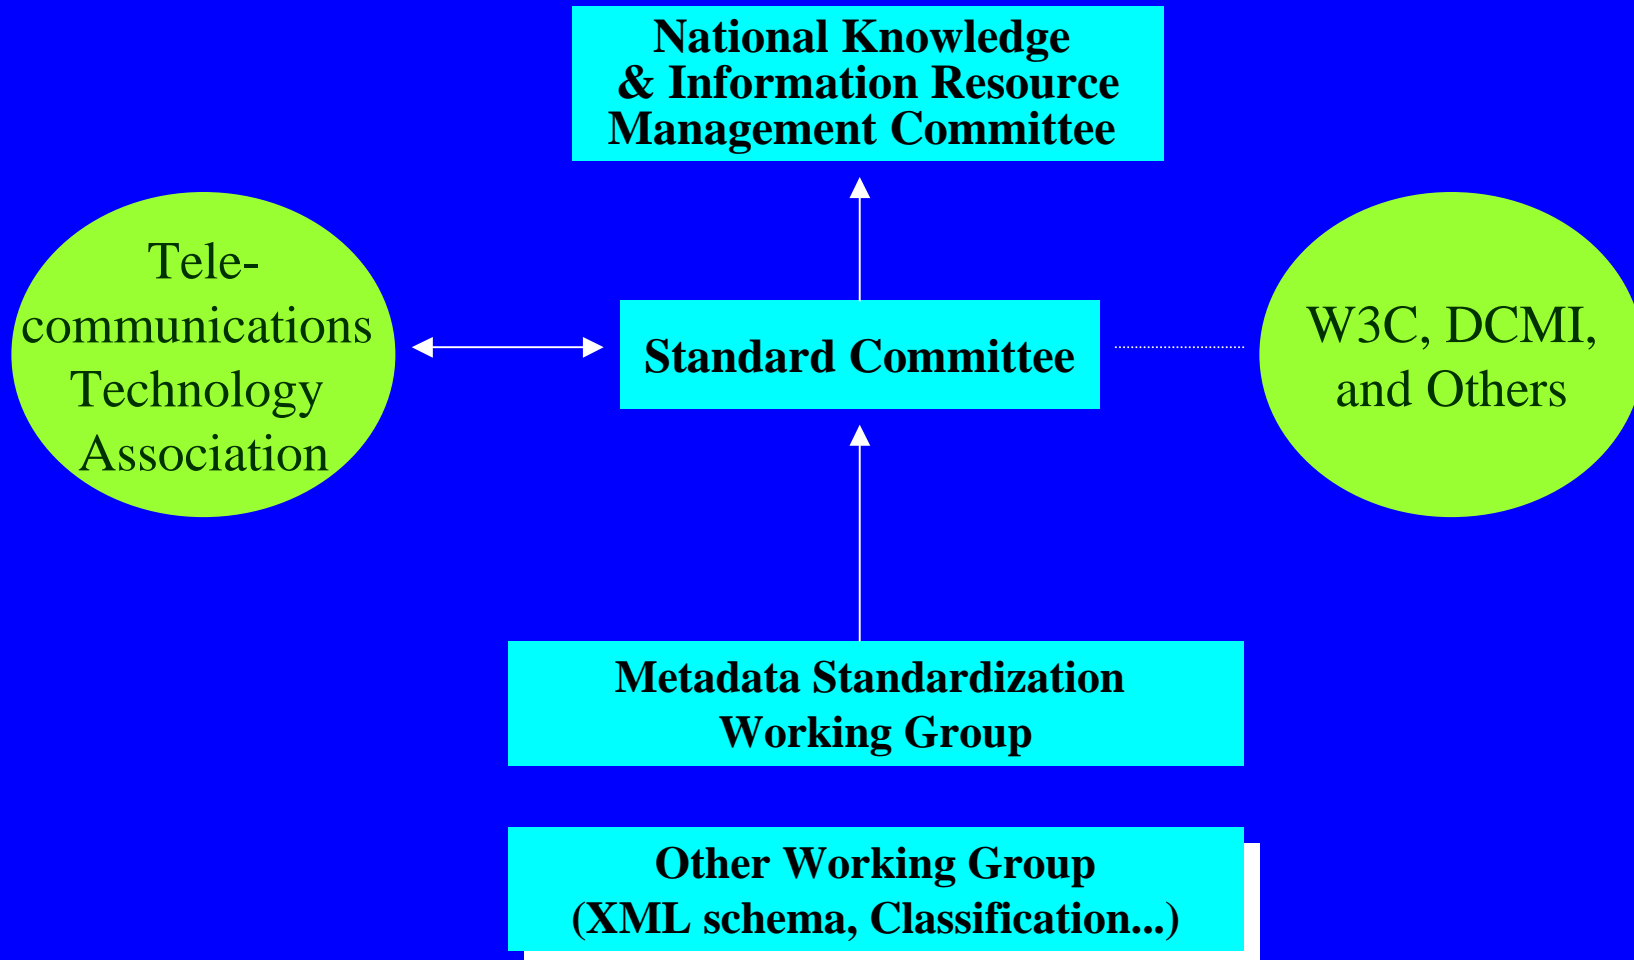 National Knowledge
& Information Resource
Management Committee
Tele-
communications
Technology
Association
Standard Committee
W3C, DCMI,
and Others
Metadata Standardization
Working Group
Other Working Group
(XML schema, Classification...)